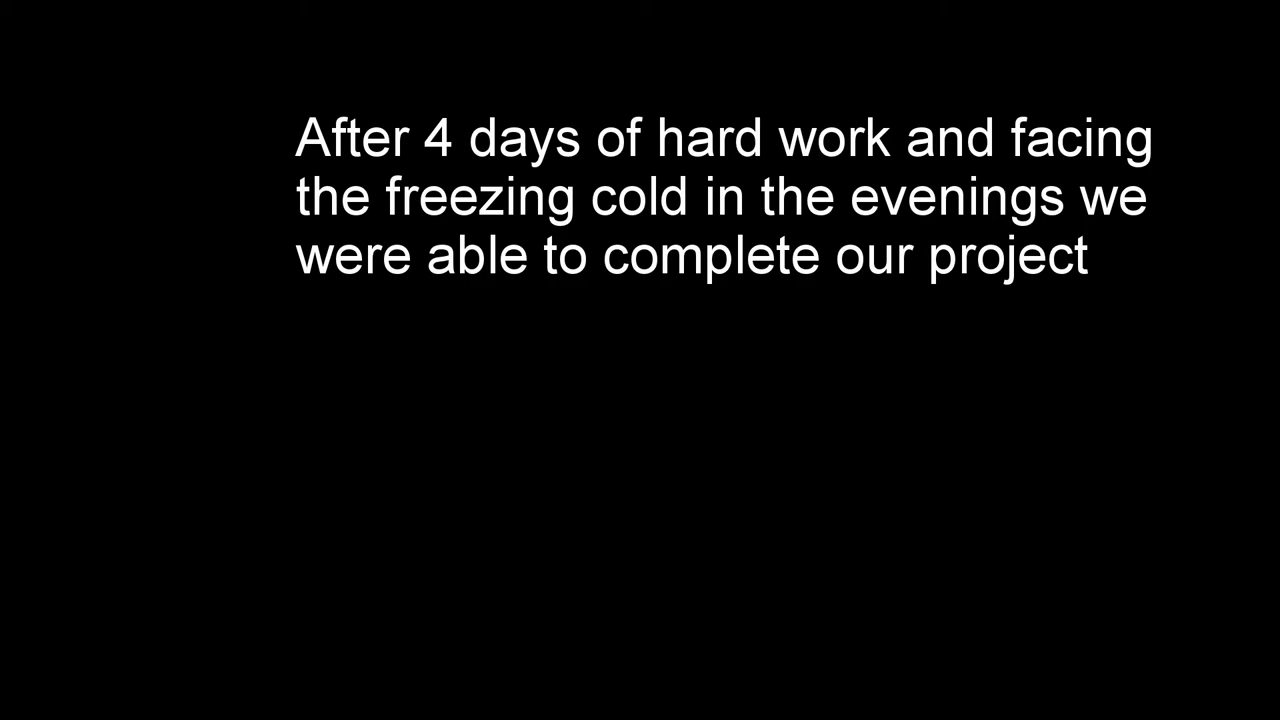 After 4 days of hard work and facing
the freezing cold in the evenings we
were able to complete our project